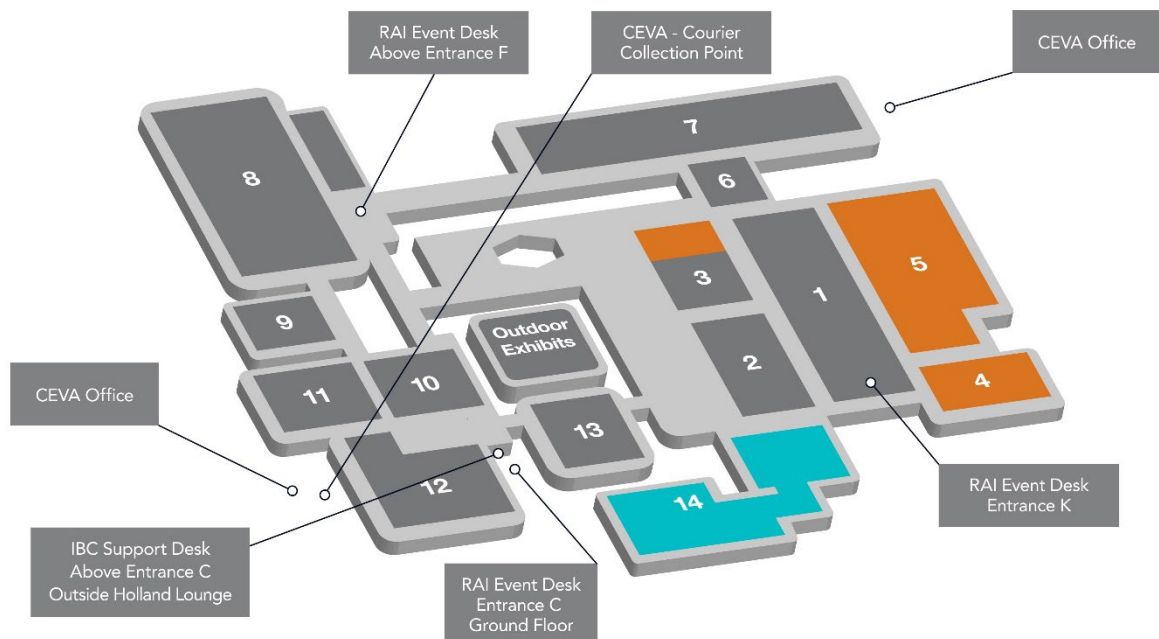 RAI Event Desk
Above Entrance F
CEVA - Courier
Collection Point
CEVA Office
7
8
6
5
3
1
9
Outdoor
Exhibits
2
4
10
11
CEVA Office
13
12
14
RAI Event Desk
Entrance K
IBC Support Desk
Above Entrance C
Outside Holland Lounge
RAI Event Desk
Entrance C
Ground Floor